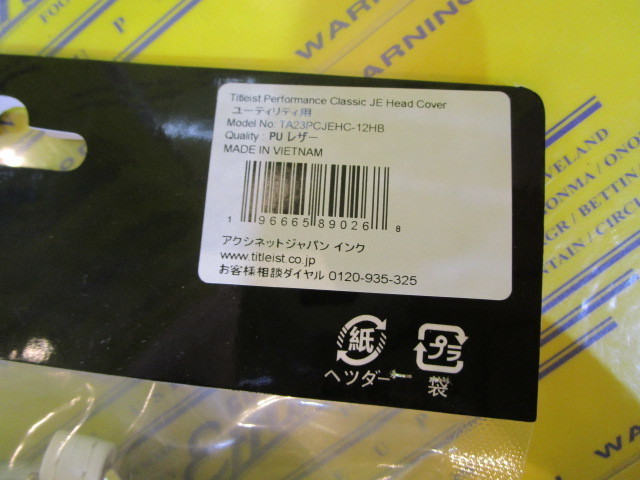 WARNING
WARNING
WARN
Titleist Performance Classic JE Head Cover
ユーティリティ用
Model No: TA23PCJEHC-12HB
Quality : PU レザー
MADE IN VIETNAM
1 96665 89026 8
アクシネットジャパン インク
www.titleist.co.jp
お客様相談ダイヤル 0120-935-325
紙
ヘッダー
プラ
袋